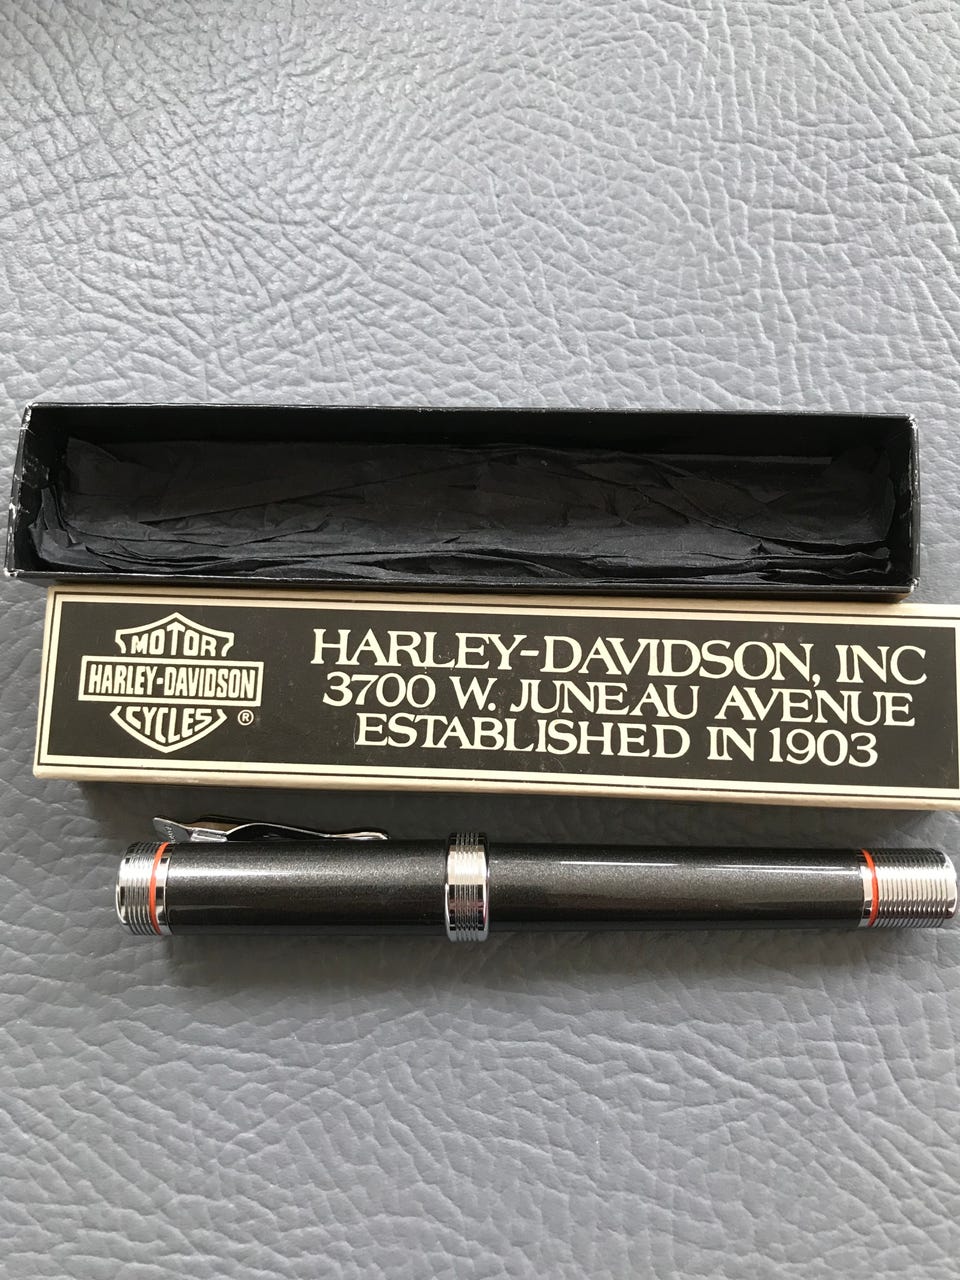 MOTOR
HARLEY-DAVIDSON
CYCLES ®
HARLEY-DAVIDSON, INC
3700 W. JUNEAU AVENUE
ESTABLISHED IN 1903